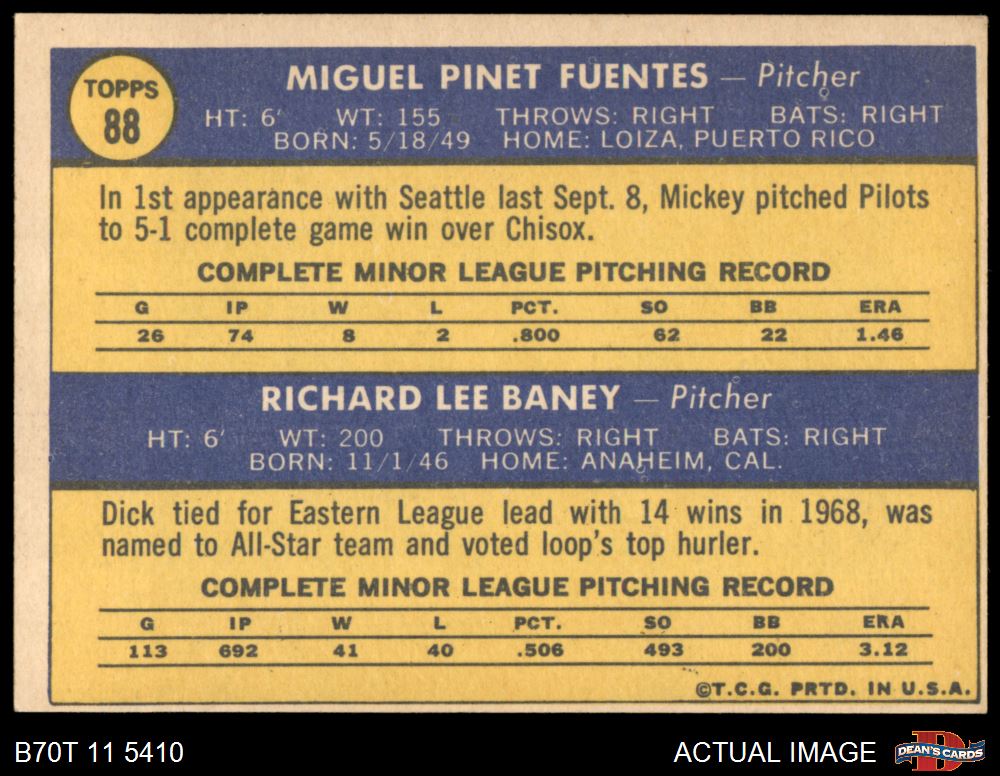 TOPPS
88
MIGUEL PINET FUENTES — Pitcher
HT: 6' WT: 155 THROWS: RIGHT BATS: RIGHT
BORN: 5/18/49 HOME: LOIZA, PUERTO RICO
In 1st appearance with Seattle last Sept. 8, Mickey pitched Pilots
to 5-1 complete game win over Chisox.
COMPLETE MINOR LEAGUE PITCHING RECORD
G IP W L PCT. SO BB ERA
26 74 8 2 .800 62 22 1.46
RICHARD LEE BANEY — Pitcher
HT: 6' WT: 200 THROWS: RIGHT BATS: RIGHT
BORN: 11/1/46 HOME: ANAHEIM, CAL.
Dick tied for Eastern League lead with 14 wins in 1968, was
named to All-Star team and voted loop's top hurler.
COMPLETE MINOR LEAGUE PITCHING RECORD
G IP W L PCT. SO BB ERA
113 692 41 40 .506 493 200 3.12
©T.C.G. PRTD. IN U.S.A.
B70T 11 5410 ACTUAL IMAGE DEAN'S CARDS